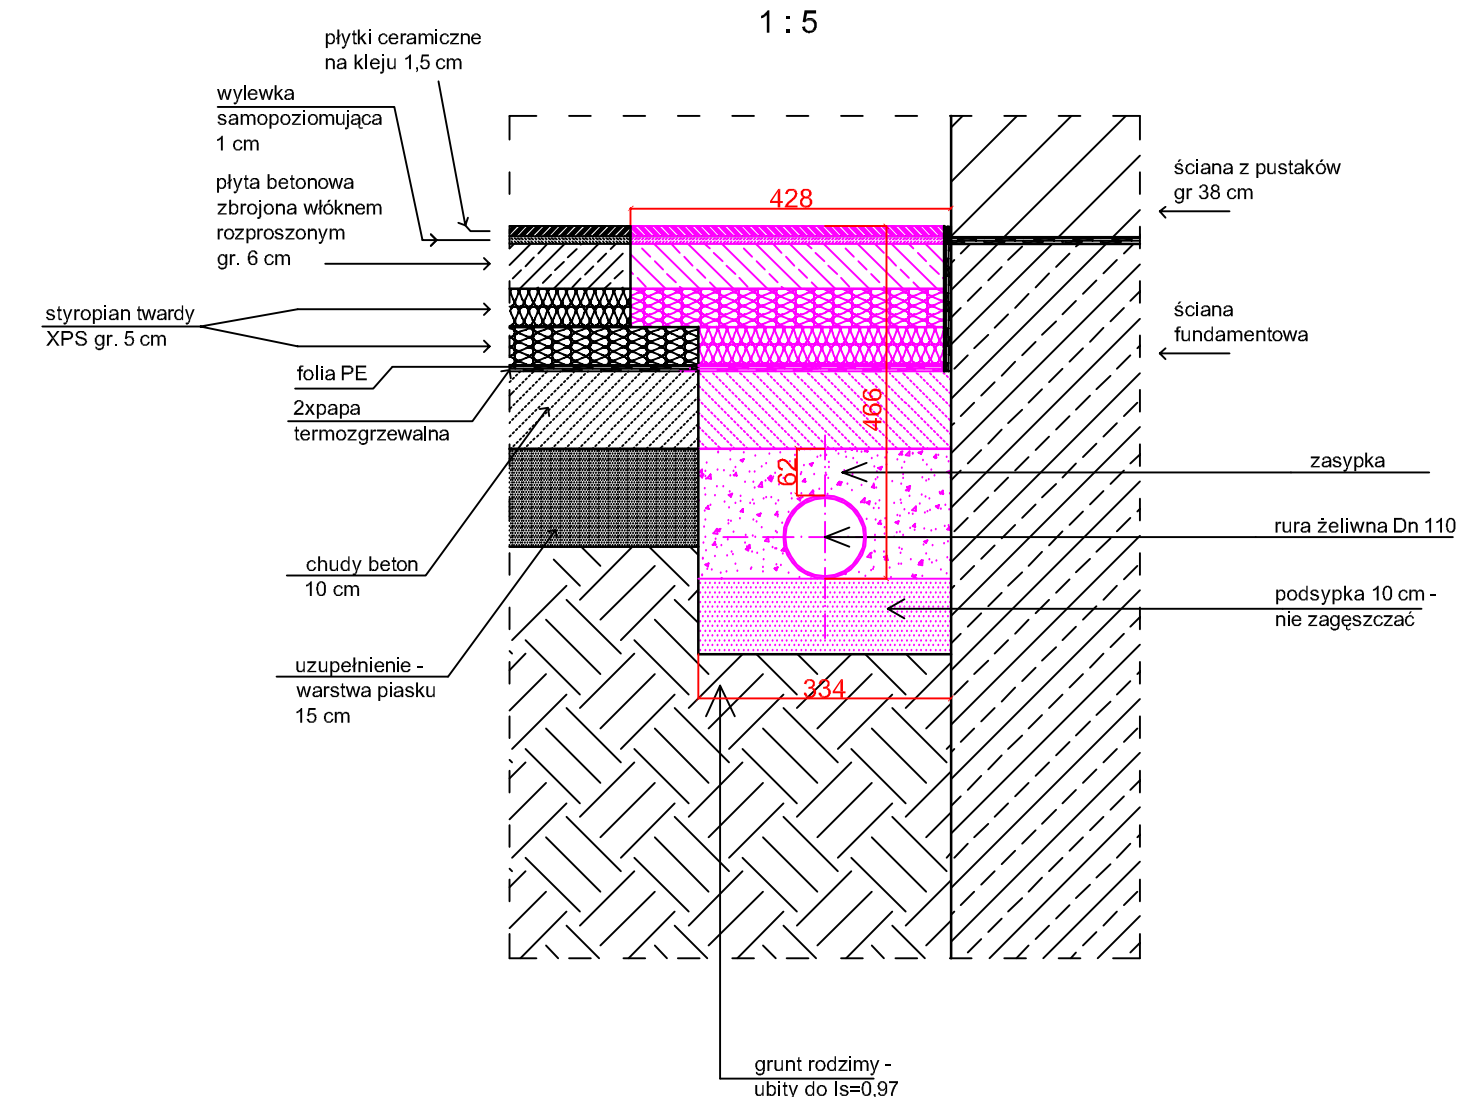 1 : 5
płytki ceramiczne
na kleju 1,5 cm
wylewka
samopoziomująca
1 cm
płyta betonowa
zbrojona włóknem
rozproszonym
gr. 6 cm
styropian twardy
XPS gr. 5 cm
folia PE
2xpapa
termozgrzewalna
chudy beton
10 cm
uzupełnienie -
warstwa piasku
15 cm
428
466
62
334
ściana z pustaków
gr 38 cm
ściana
fundamentowa
zasypka
rura żeliwna Dn 110
podsypka 10 cm -
nie zagęszczać
grunt rodzimy -
ubity do Is=0,97